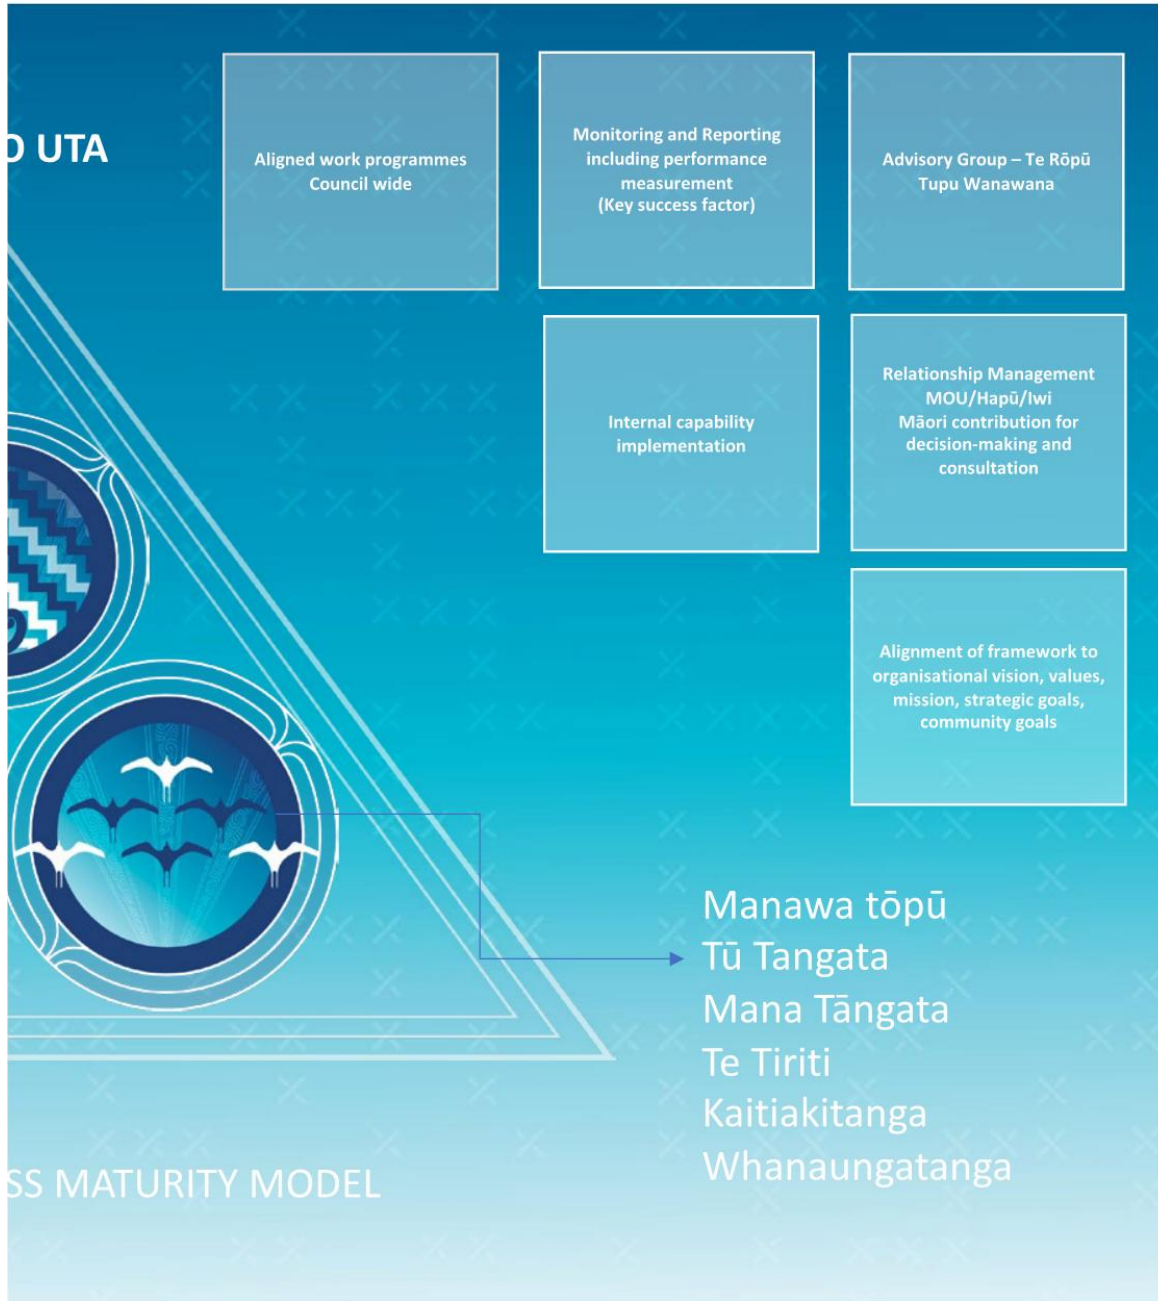 O UTA
Aligned work programmes
Council wide
Monitoring and Reporting
including performance
measurement
(Key success factor)
Advisory Group – Te Rōpū
Tupu Wanawana
Internal capability
implementation
Relationship Management
MOU/Hapū/Iwi
Māori contribution for
decision-making and
consultation
Alignment of framework to
organisational vision, values,
mission, strategic goals,
community goals
Manawa tōpū
Tū Tangata
Mana Tāngata
Te Tiriti
Kaitiakitanga
Whanaungatanga
SS MATURITY MODEL